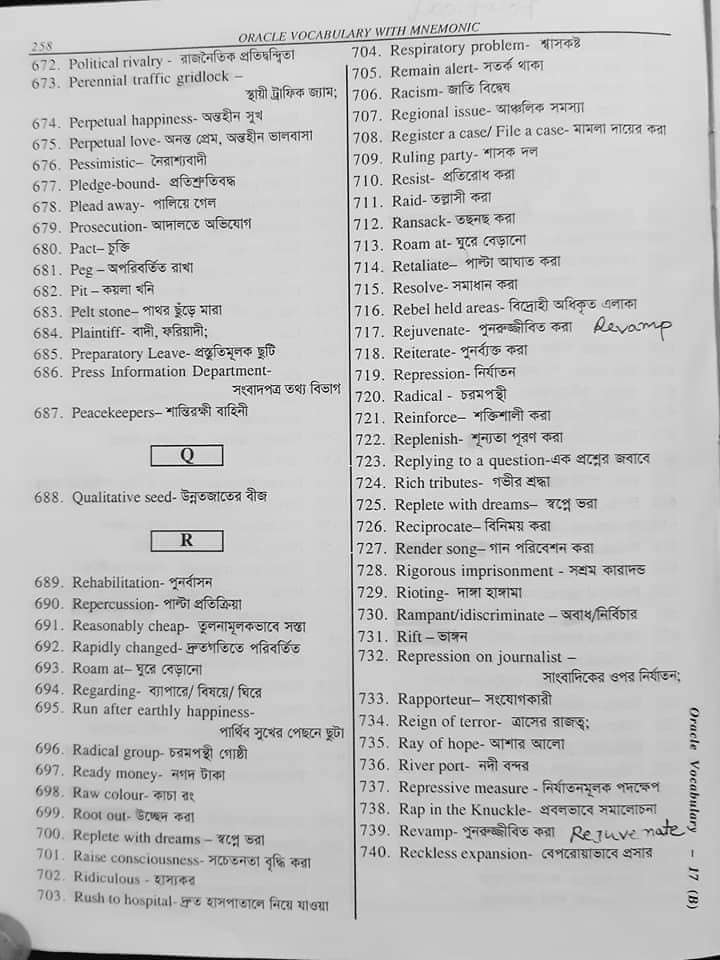 258
ORACLE VOCABULARY WITH MNEMONIC
672. Political rivalry - রাজনৈতিক প্রতিদ্বন্দ্বিতা
673. Perennial traffic gridlock –
স্থায়ী ট্রাফিক জ্যাম;
674. Perpetual happiness- অন্তহীন সুখ
675. Perpetual love- অনন্ত প্রেম, অন্তহীন ভালবাসা
676. Pessimistic– নৈরাশ্যবাদী
677. Pledge-bound- প্রতিশ্রুতিবদ্ধ
678. Plead away- পালিয়ে গেল
679. Prosecution- আদালতে অভিযোগ
680. Pact– চুক্তি
681. Peg – অপরিবর্তিত রাখা
682. Pit – কয়লা খনি
683. Pelt stone– পাথর ছুঁড়ে মারা
684. Plaintiff- বাদী, ফরিয়াদী;
685. Preparatory Leave- প্রস্তুতিমূলক ছুটি
686. Press Information Department-
সংবাদপত্র তথ্য বিভাগ
687. Peacekeepers– শান্তিরক্ষী বাহিনী
Q
688. Qualitative seed- উন্নতজাতের বীজ
R
689. Rehabilitation- পুনর্বাসন
690. Repercussion- পাল্টা প্রতিক্রিয়া
691. Reasonably cheap- তুলনামূলকভাবে সস্তা
692. Rapidly changed- দ্রুতগতিতে পরিবর্তিত
693. Roam at– ঘুরে বেড়ানো
694. Regarding- ব্যাপারে/ বিষয়ে/ ঘিরে
695. Run after earthly happiness-
পার্থিব সুখের পেছনে ছুটা
696. Radical group- চরমপন্থী গোষ্ঠী
697. Ready money- নগদ টাকা
698. Raw colour- কাচা রং
699. Root out- উচ্ছেদ করা
700. Replete with dreams – স্বপ্নে ভরা
701. Raise consciousness- সচেতনতা বৃদ্ধি করা
702. Ridiculous - হাস্যকর
703. Rush to hospital- দ্রুত হাসপাতালে নিয়ে যাওয়া
704. Respiratory problem- শ্বাসকষ্ট
705. Remain alert- সতর্ক থাকা
706. Racism- জাতি বিদ্বেষ
707. Regional issue- আঞ্চলিক সমস্যা
708. Register a case/ File a case- মামলা দায়ের করা
709. Ruling party- শাসক দল
710. Resist- প্রতিরোধ করা
711. Raid- তল্লাসী করা
712. Ransack- তছনছ করা
713. Roam at- ঘুরে বেড়ানো
714. Retaliate– পাল্টা আঘাত করা
715. Resolve- সমাধান করা
716. Rebel held areas- বিদ্রোহী অধিকৃত এলাকা
717. Rejuvenate- পুনরুজ্জীবিত করা Revamp
718. Reiterate- পুনর্ব্যক্ত করা
719. Repression- নির্যাতন
720. Radical - চরমপন্থী
721. Reinforce– শক্তিশালী করা
722. Replenish- শূন্যতা পূরণ করা
723. Replying to a question-এক প্রশ্নের জবাবে
724. Rich tributes- গভীর শ্রদ্ধা
725. Replete with dreams– স্বপ্নে ভরা
726. Reciprocate– বিনিময় করা
727. Render song– গান পরিবেশন করা
728. Rigorous imprisonment - সশ্রম কারাদন্ড
729. Rioting- দাঙ্গা হাঙ্গামা
730. Rampant/idiscriminate – অবাধ/নির্বিচার
731. Rift – ভাঙ্গন
732. Repression on journalist –
সাংবাদিকের ওপর নির্যাতন;
733. Rapporteur– সংযোগকারী
734. Reign of terror- ত্রাসের রাজত্ব;
735. Ray of hope- আশার আলো
736. River port- নদী বন্দর
737. Repressive measure - নির্যাতনমূলক পদক্ষেপ
738. Rap in the Knuckle- প্রবলভাবে সমালোচনা
739. Revamp- পুনরুজ্জীবিত করা Rejuvenate
740. Reckless expansion- বেপরোয়াভাবে প্রসার
Oracle Vocabulary – 17 (B)